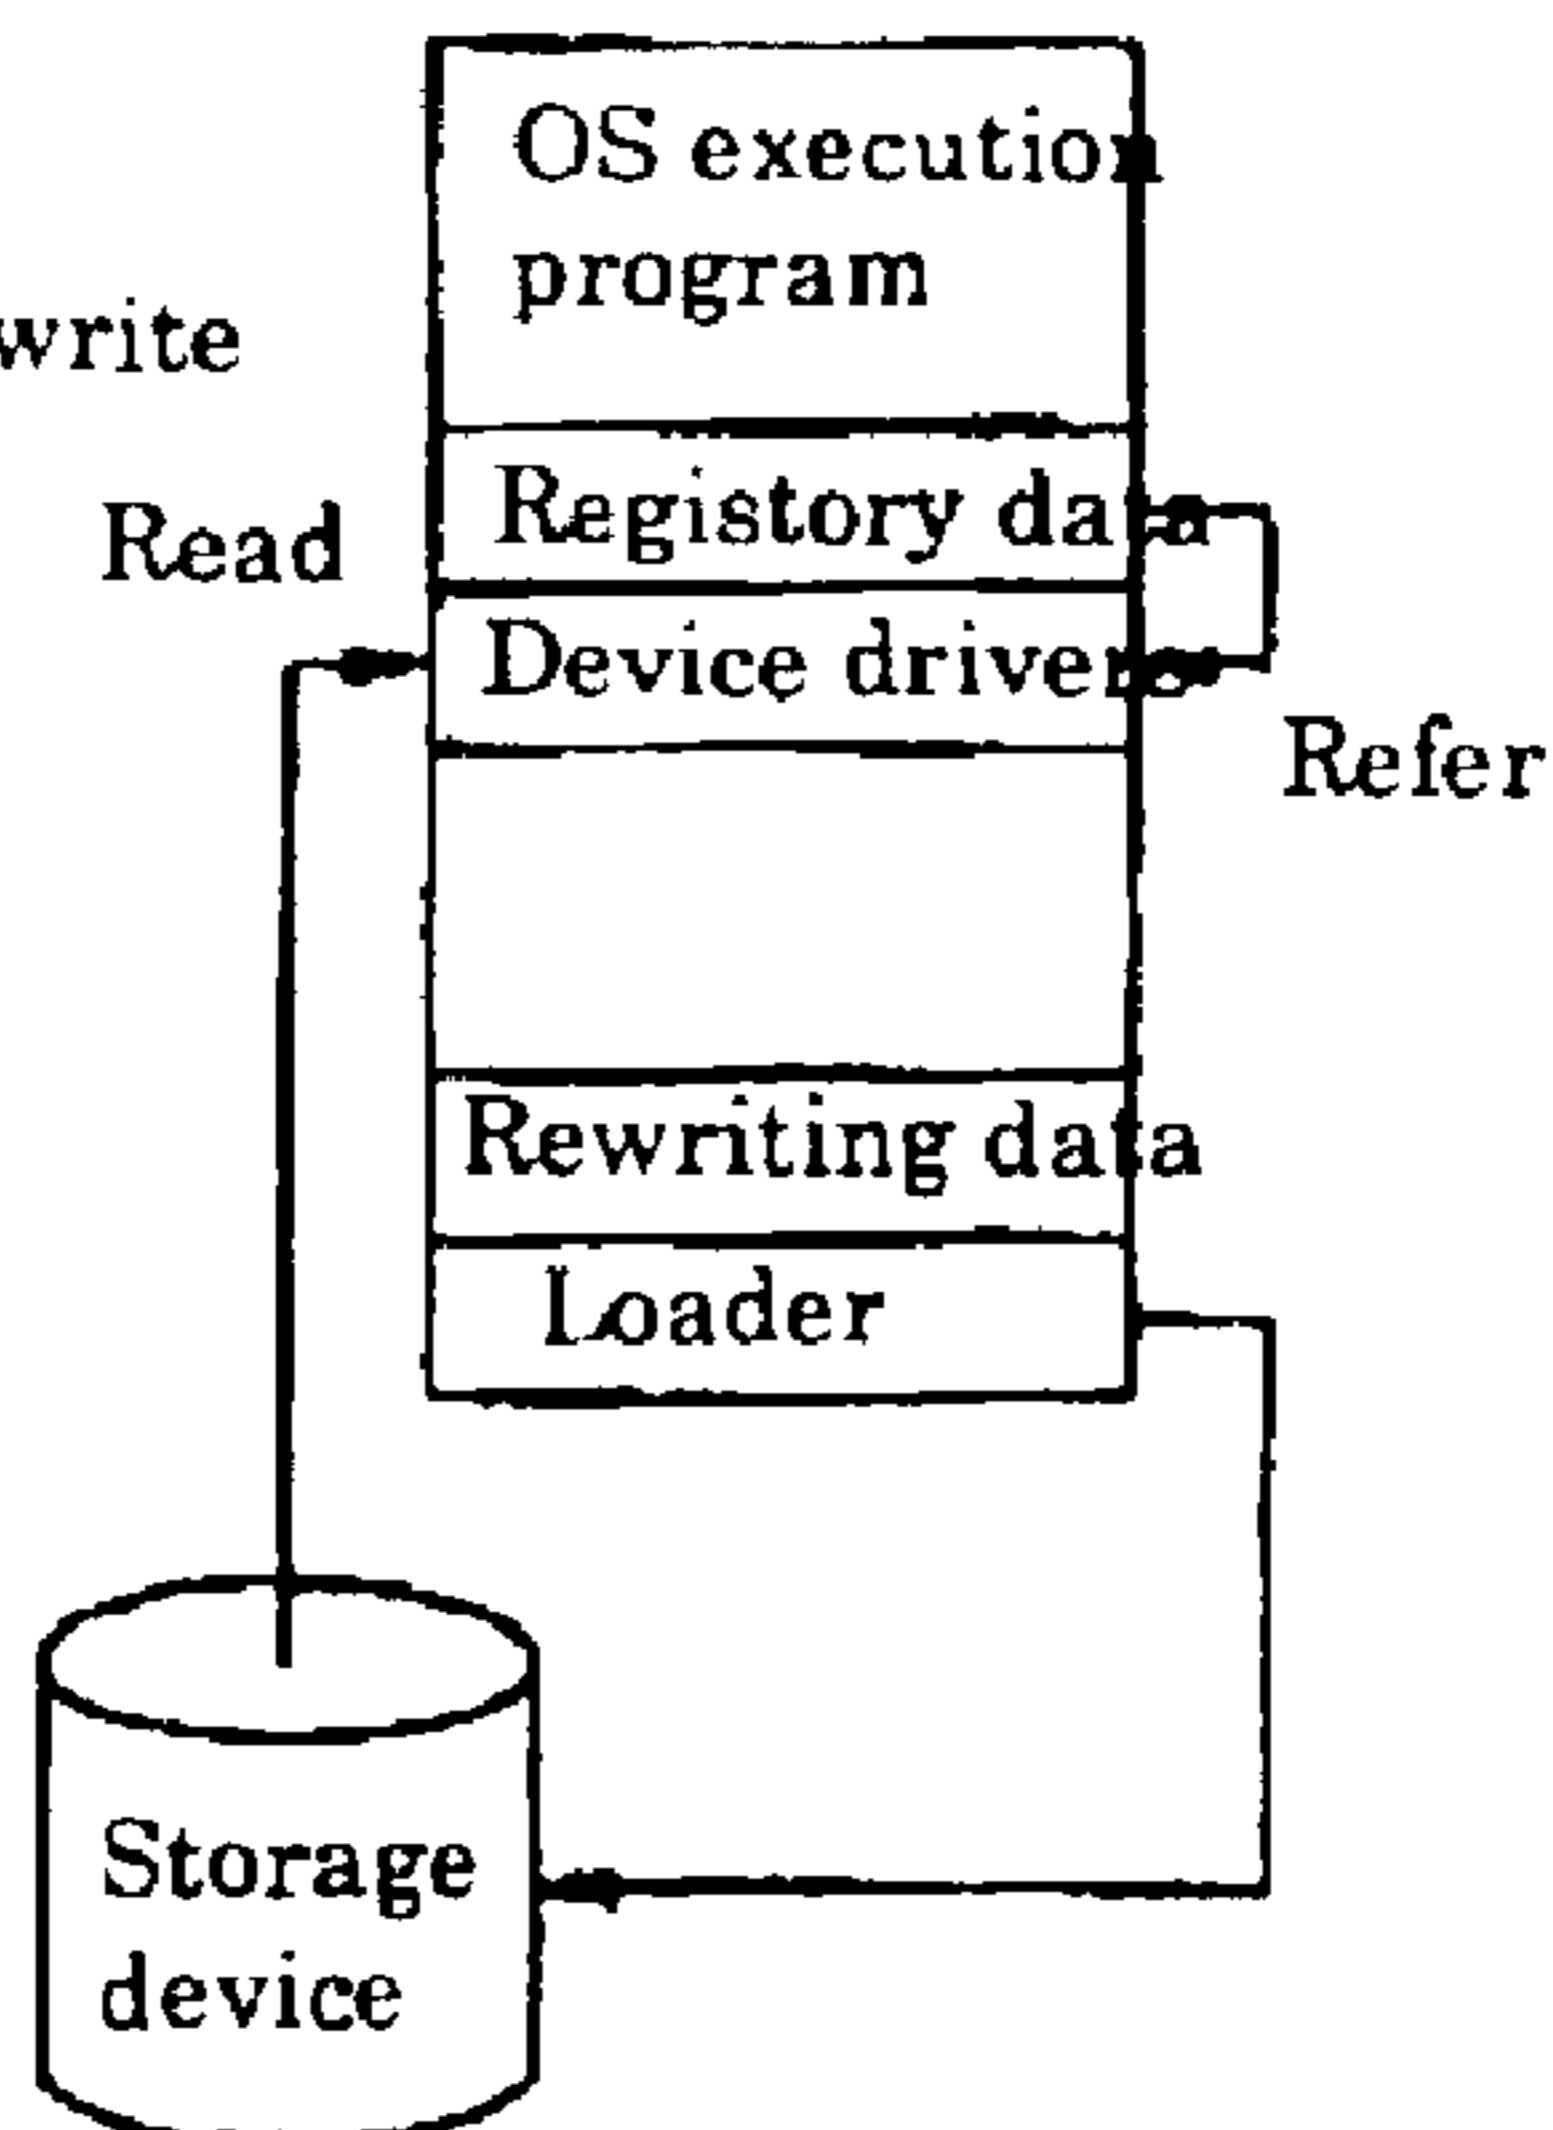 OS execution
program
write
Registory data
Read
Device drivers
Refer
Rewriting data
Loader
Storage
device